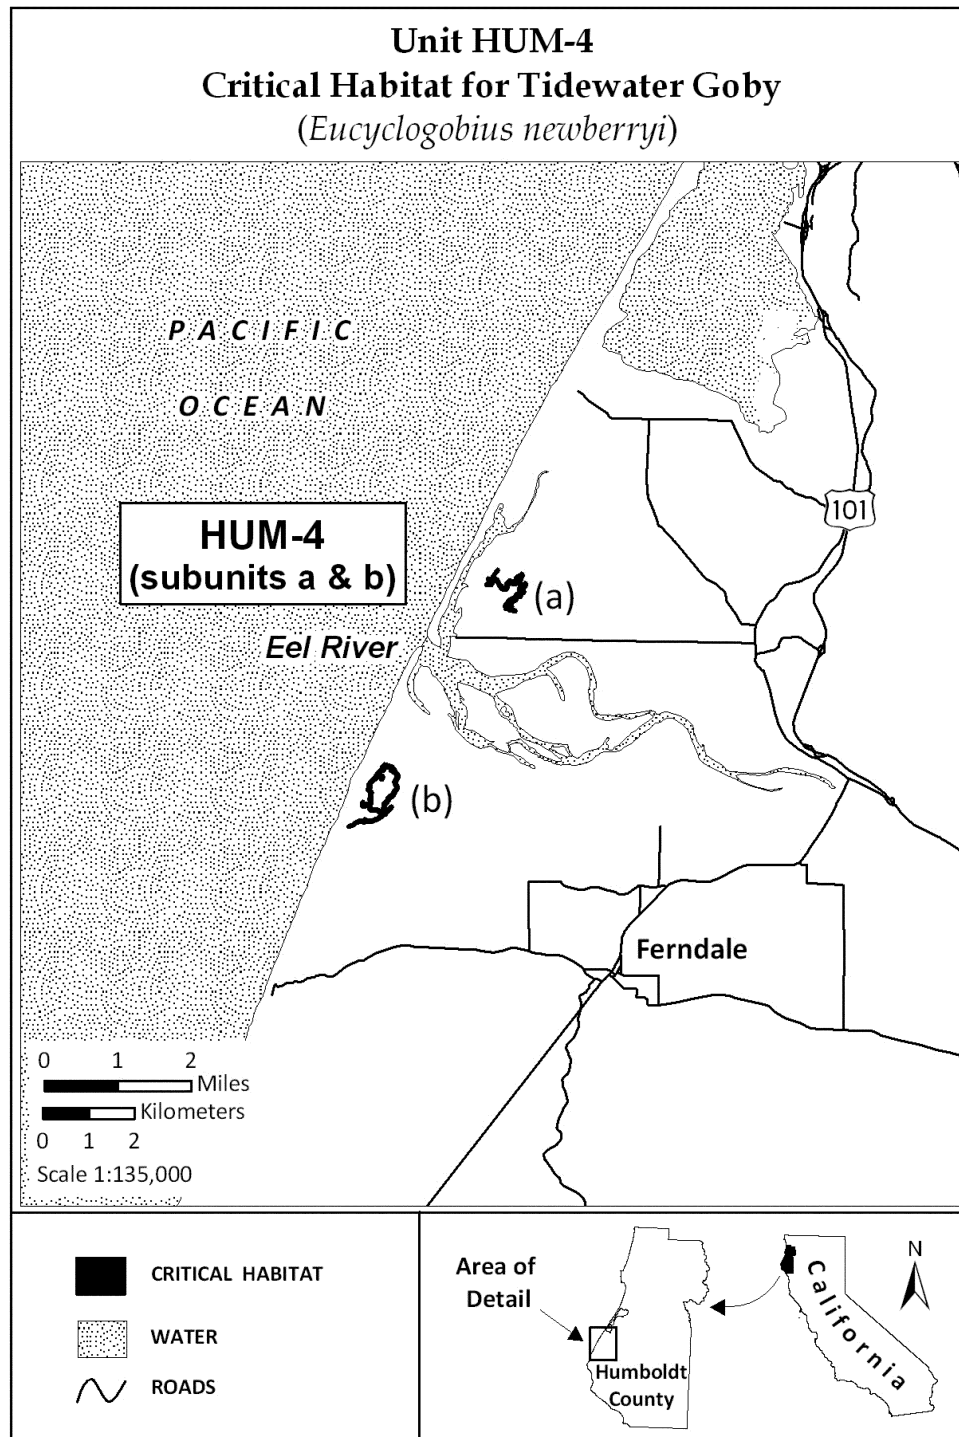 Unit HUM-4
Critical Habitat for Tidewater Goby
(Eucyclogobius newberryi)
PACIFIC
OCEAN
101
HUM-4
(subunits a & b)
(a)
Eel River
(b)
Ferndale
0 1 2
Miles
Kilometers
0 1 2
Scale 1:135,000
CRITICAL HABITAT
WATER
ROADS
Area of
Detail
Humboldt
County
California
N